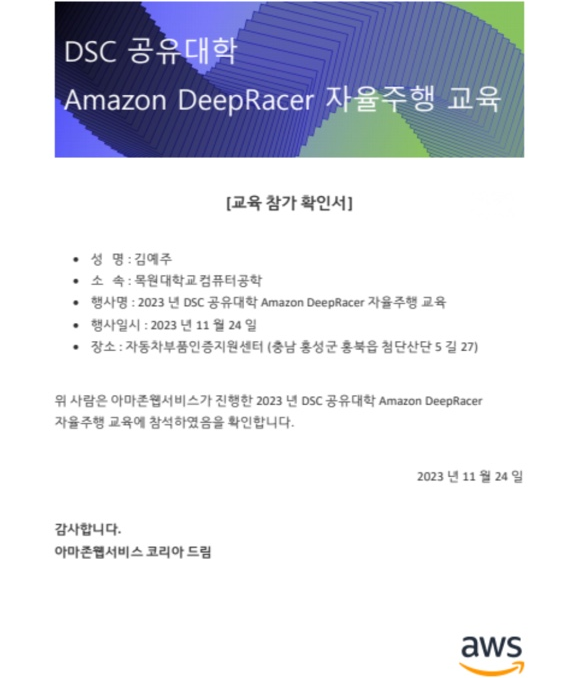 DSC 공유대학
Amazon DeepRacer 자율주행 교육
[교육 참가 확인서]
• 성 명 : 김예주
• 소 속 : 목원대학교컴퓨터공학
• 행사명 : 2023 년 DSC 공유대학 Amazon DeepRacer 자율주행 교육
• 행사일시 : 2023 년 11 월 24 일
• 장소 : 자동차부품인증지원센터 (충남 홍성군 홍북읍 첨단산단 5 길 27)
위 사람은 아마존웹서비스가 진행한 2023 년 DSC 공유대학 Amazon DeepRacer
자율주행 교육에 참석하였음을 확인합니다.
2023 년 11 월 24 일
감사합니다.
아마존웹서비스 코리아 드림
aws